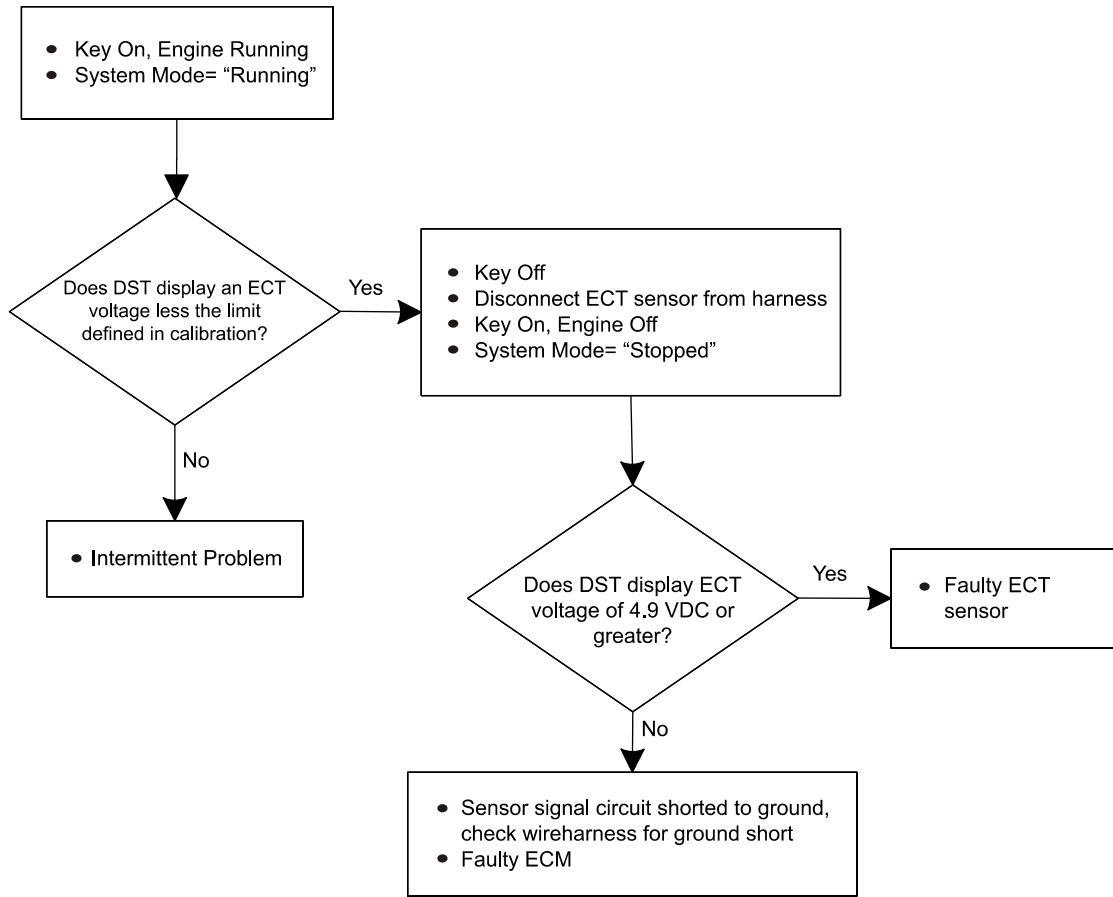 • Key On, Engine Running
• System Mode= “Running”
Does DST display an ECT
voltage less the limit
defined in calibration?
Yes
• Key Off
• Disconnect ECT sensor from harness
• Key On, Engine Off
• System Mode= “Stopped”
No
• Intermittent Problem
Does DST display ECT
voltage of 4.9 VDC or
greater?
Yes
• Faulty ECT
sensor
No
• Sensor signal circuit shorted to ground,
check wireharness for ground short
• Faulty ECM